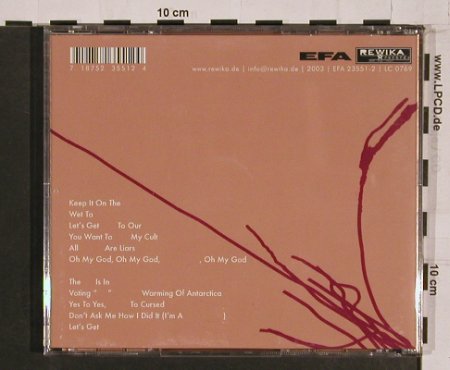 10 cm
7 18752 35512 4
EFA
REWIKA
www.rewika.de | info@rewika.de | 2003 | EFA 23551-2 | LC 0769
www.LPCD.de
Keep It On The
Wet To
Let's Get To Our
You Want To My Cult
All Are Liars
Oh My God, Oh My God, , Oh My God
The Is In
Voting " " Warming Of Antarctica
Yes To Yes, To Cursed
Don't Ask Me How I Did It (I'm A )
Let's Get
10 cm